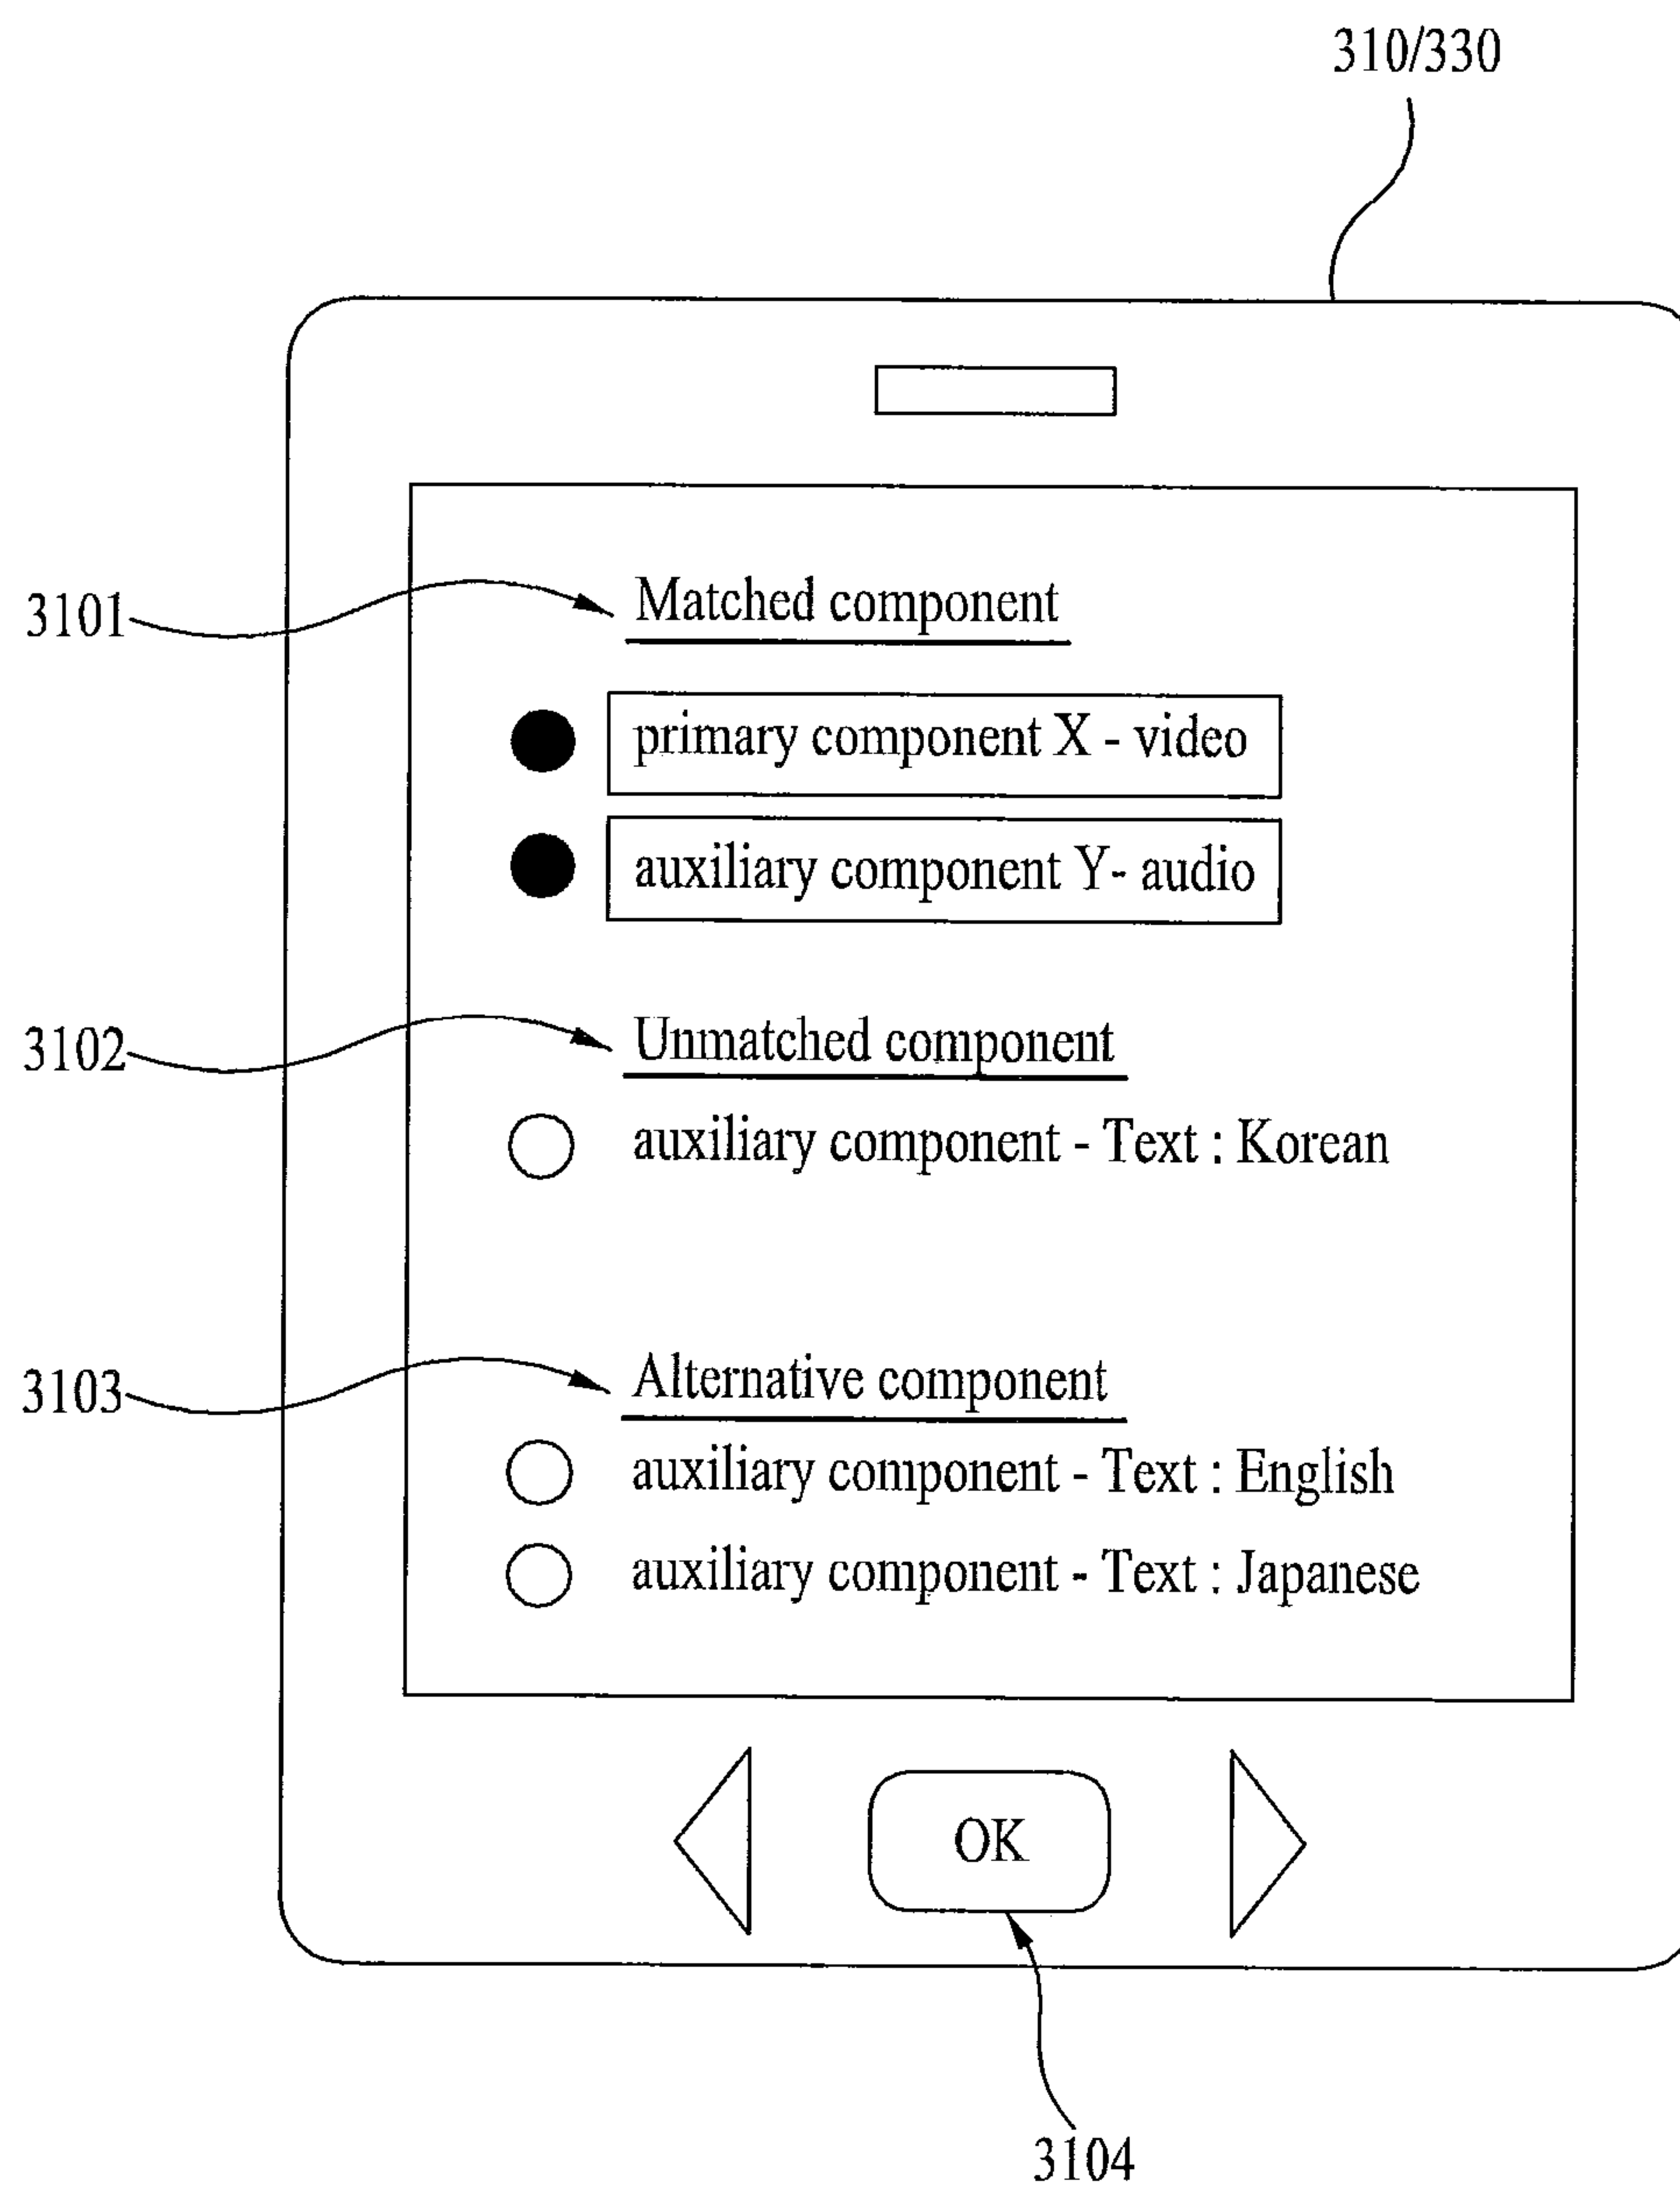 310/330
3101
Matched component
primary component X - video
auxiliary component Y- audio
3102
Unmatched component
auxiliary component - Text : Korean
3103
Alternative component
auxiliary component - Text : English
auxiliary component - Text : Japanese
OK
3104